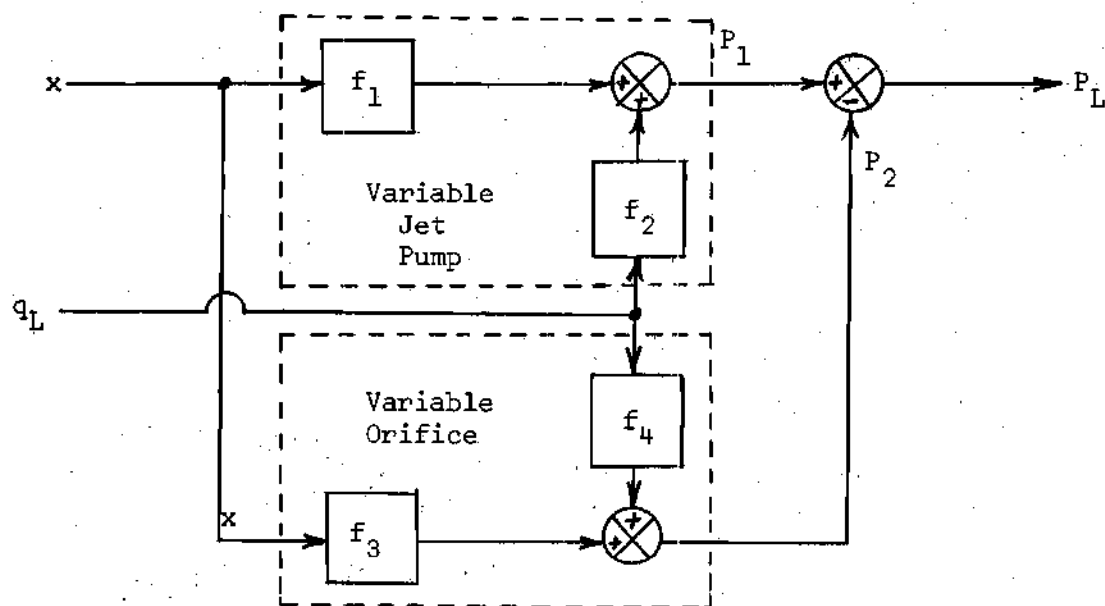 x
f1
+
+
P1
+
-
PL
P2
Variable
Jet
Pump
f2
qL
Variable
Orifice
f4
x
f3
+
+